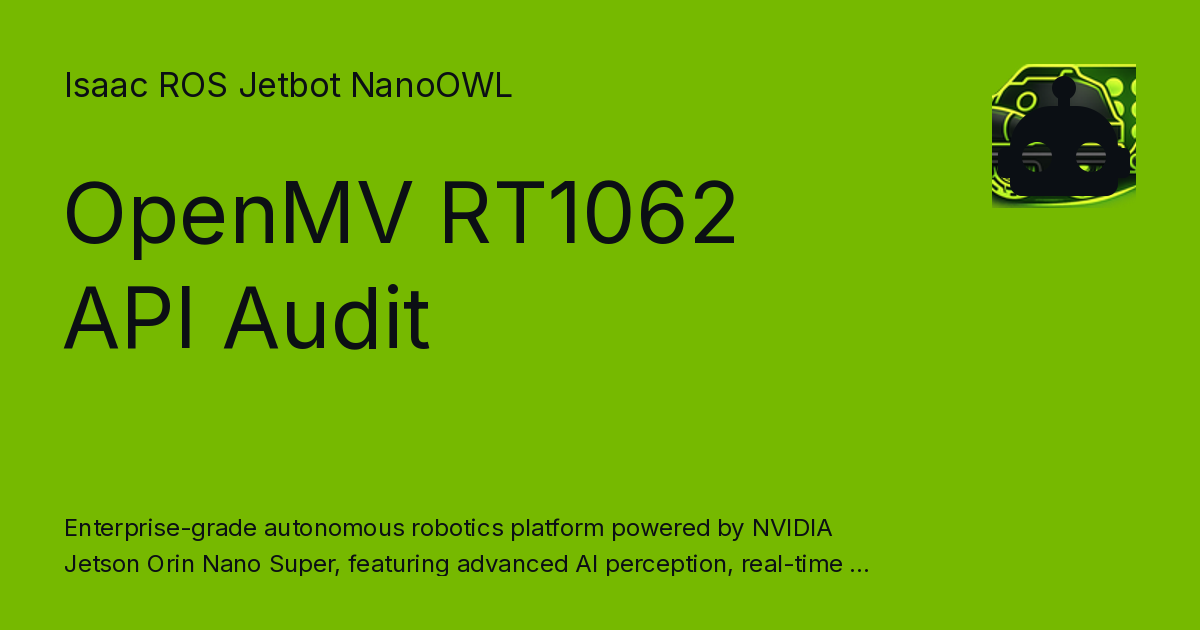 Isaac ROS Jetbot NanoOWL
OpenMV RT1062
API Audit
Enterprise-grade autonomous robotics platform powered by NVIDIA
Jetson Orin Nano Super, featuring advanced AI perception, real-time ...